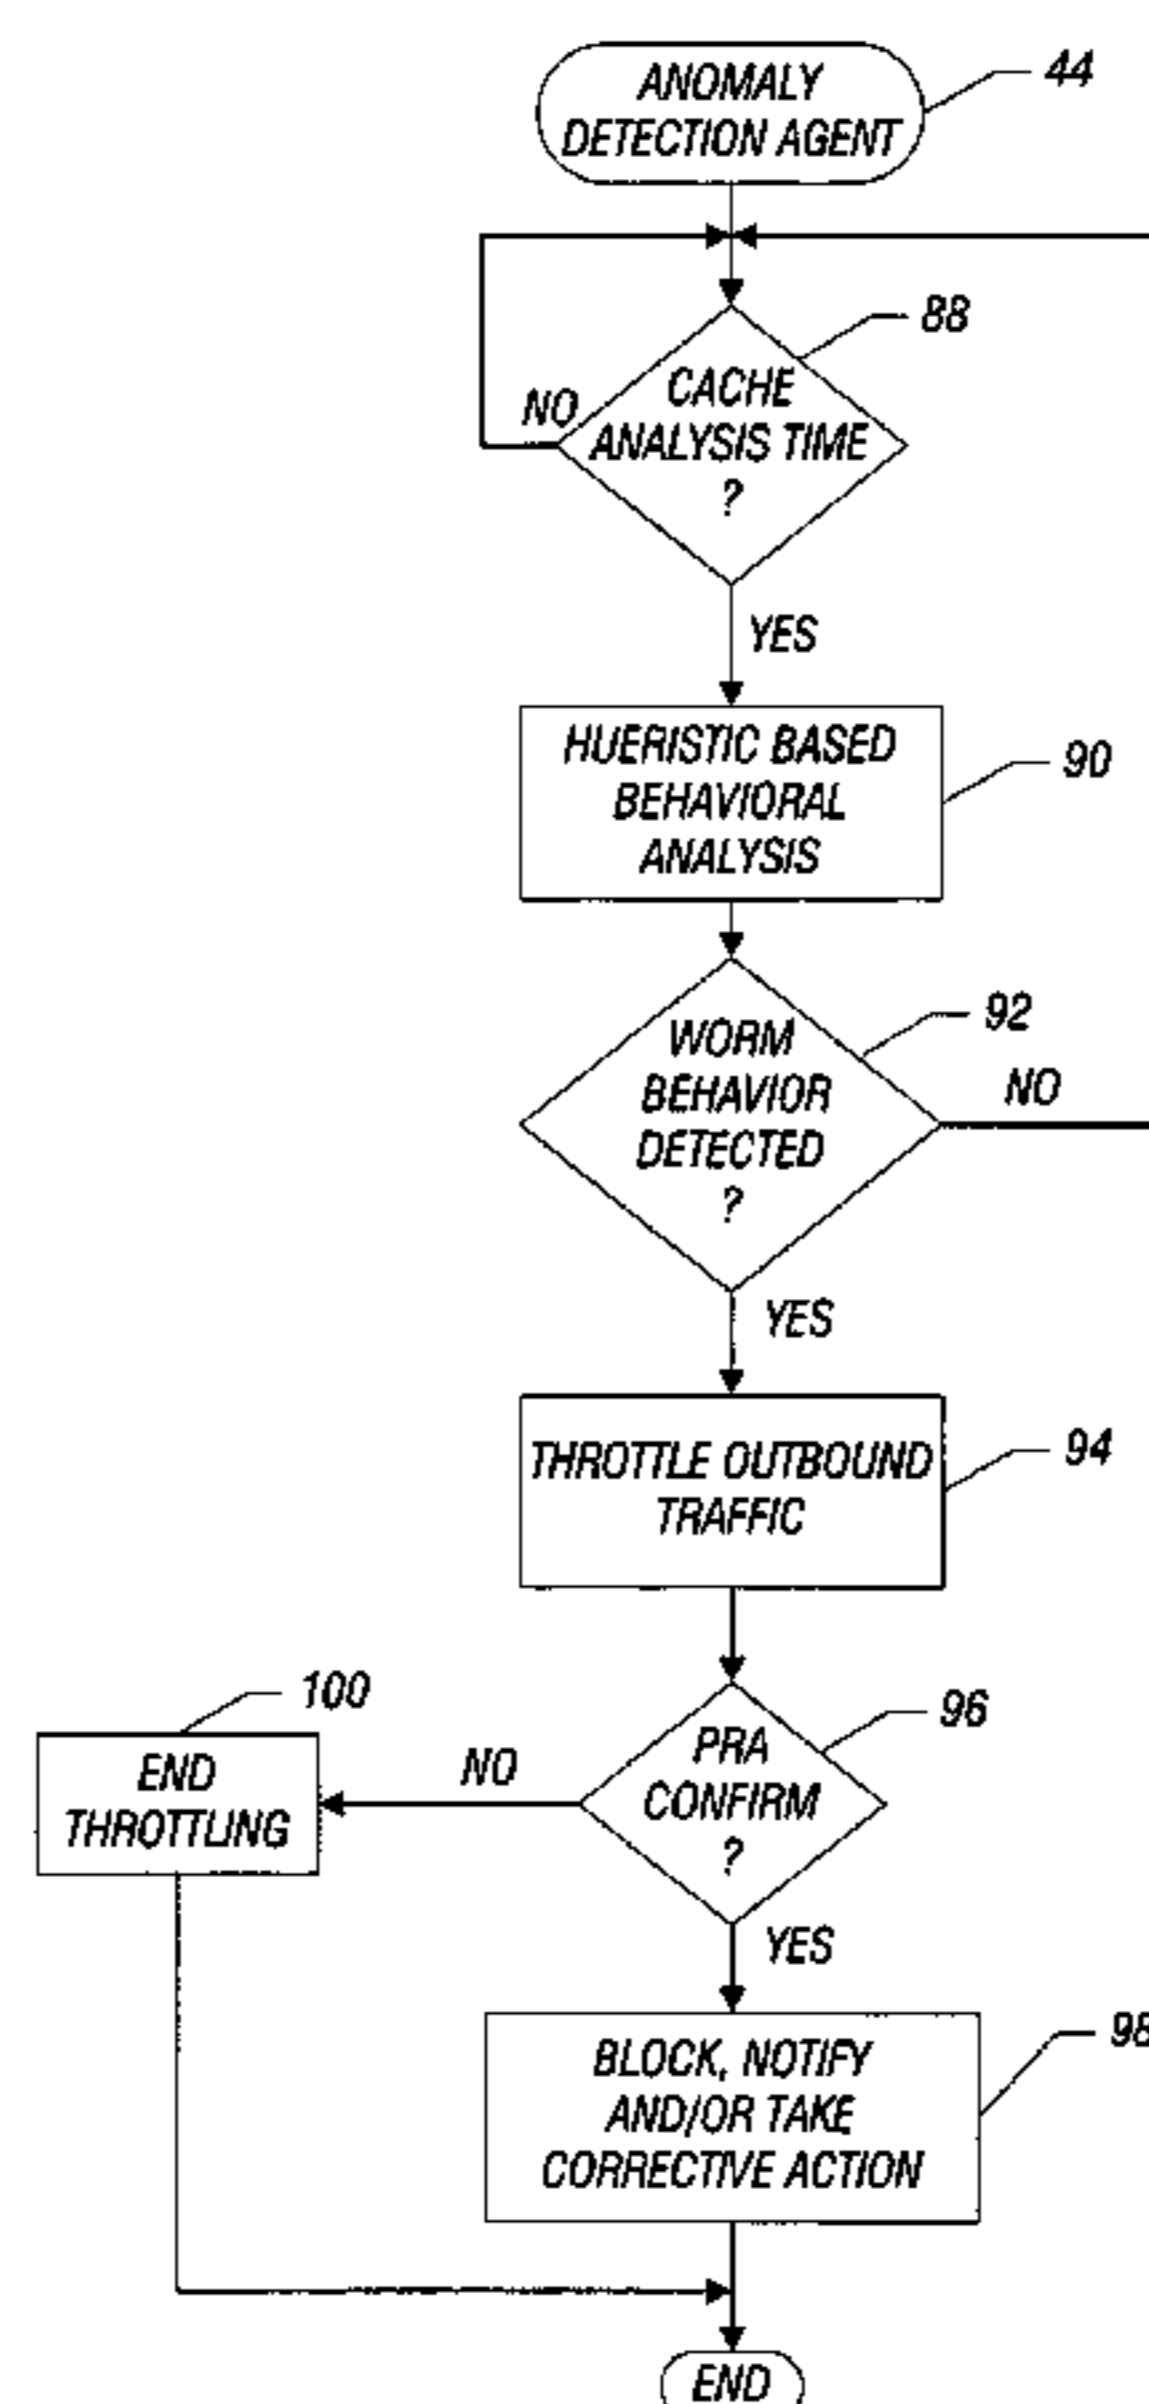 ANOMALY
DETECTION AGENT
44
88
CACHE
ANALYSIS TIME
?
NO
YES
HUERISTIC BASED
BEHAVIORAL
ANALYSIS
90
92
WORM
BEHAVIOR
DETECTED
?
NO
YES
THROTTLE OUTBOUND
TRAFFIC
94
100
END
THROTTLING
NO
96
PRA
CONFIRM
?
YES
98
BLOCK, NOTIFY
AND/OR TAKE
CORRECTIVE ACTION
END